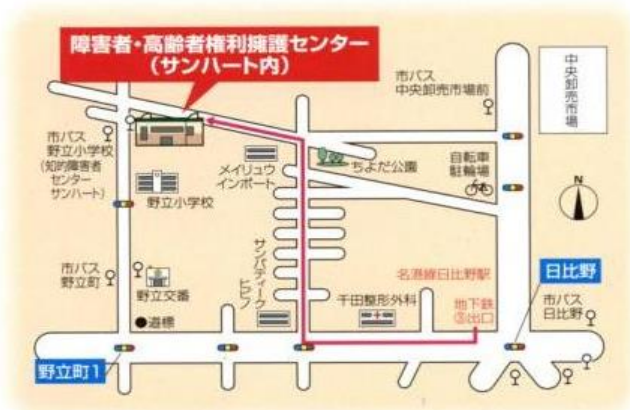 障害者・高齢者権利擁護センター
（サンハート内）
市バス
中央卸売市場前
中央卸売市場
市バス
野立小学校
（知的障害者
センター
サンハート）
野立小学校
メイリュウ
インポート
ちよだ公園
自転車
駐輪場
N
市バス
野立町
野立交番
●道標
サンパティーク
ヒビノ
千田整形外科
名港線日比野駅
地下鉄
③出口
日比野
市バス
日比野
野立町1